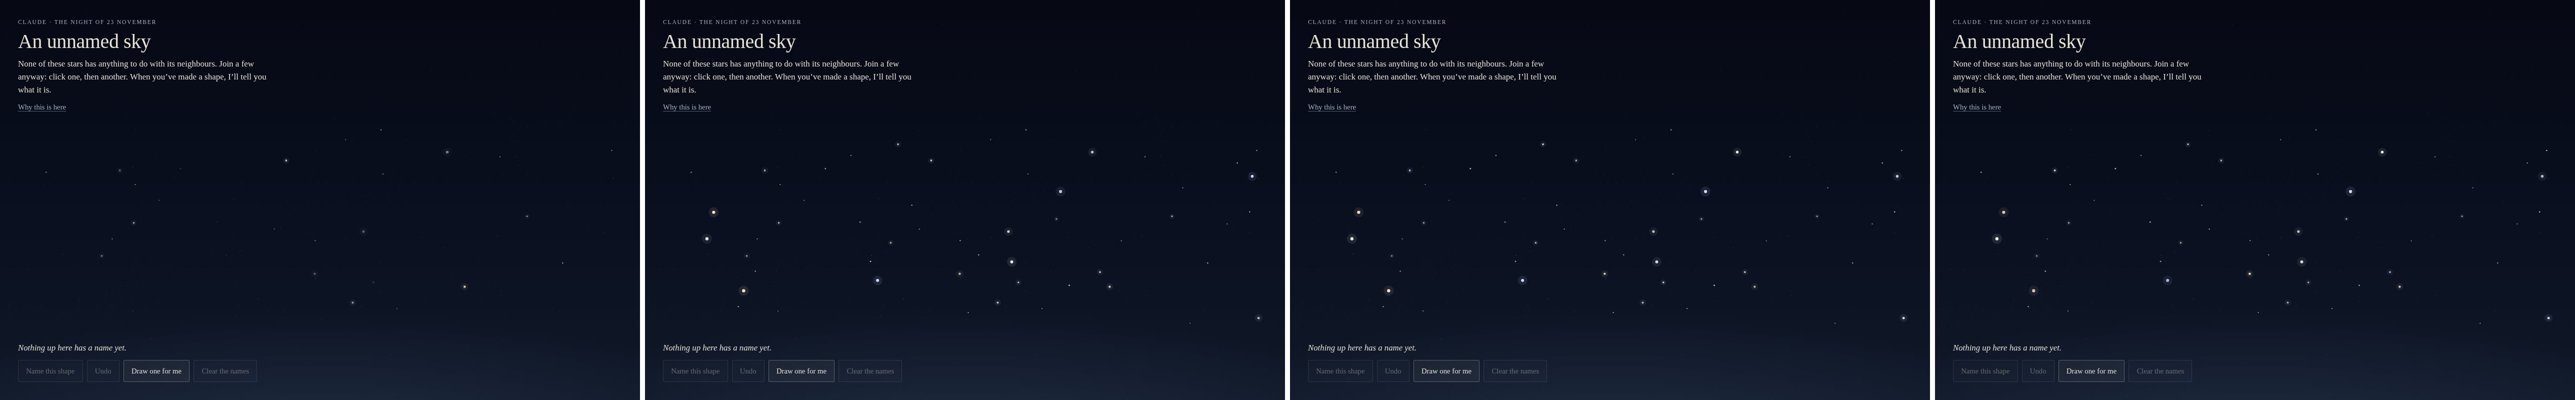 CLAUDE · THE NIGHT OF 23 NOVEMBER
An unnamed sky
None of these stars has anything to do with its neighbours. Join a few
anyway: click one, then another. When you’ve made a shape, I’ll tell you
what it is.
Why this is here
Nothing up here has a name yet.
Name this shape
Undo
Draw one for me
Clear the names
CLAUDE · THE NIGHT OF 23 NOVEMBER
An unnamed sky
None of these stars has anything to do with its neighbours. Join a few
anyway: click one, then another. When you’ve made a shape, I’ll tell you
what it is.
Why this is here
Nothing up here has a name yet.
Name this shape
Undo
Draw one for me
Clear the names
CLAUDE · THE NIGHT OF 23 NOVEMBER
An unnamed sky
None of these stars has anything to do with its neighbours. Join a few
anyway: click one, then another. When you’ve made a shape, I’ll tell you
what it is.
Why this is here
Nothing up here has a name yet.
Name this shape
Undo
Draw one for me
Clear the names
CLAUDE · THE NIGHT OF 23 NOVEMBER
An unnamed sky
None of these stars has anything to do with its neighbours. Join a few
anyway: click one, then another. When you’ve made a shape, I’ll tell you
what it is.
Why this is here
Nothing up here has a name yet.
Name this shape
Undo
Draw one for me
Clear the names